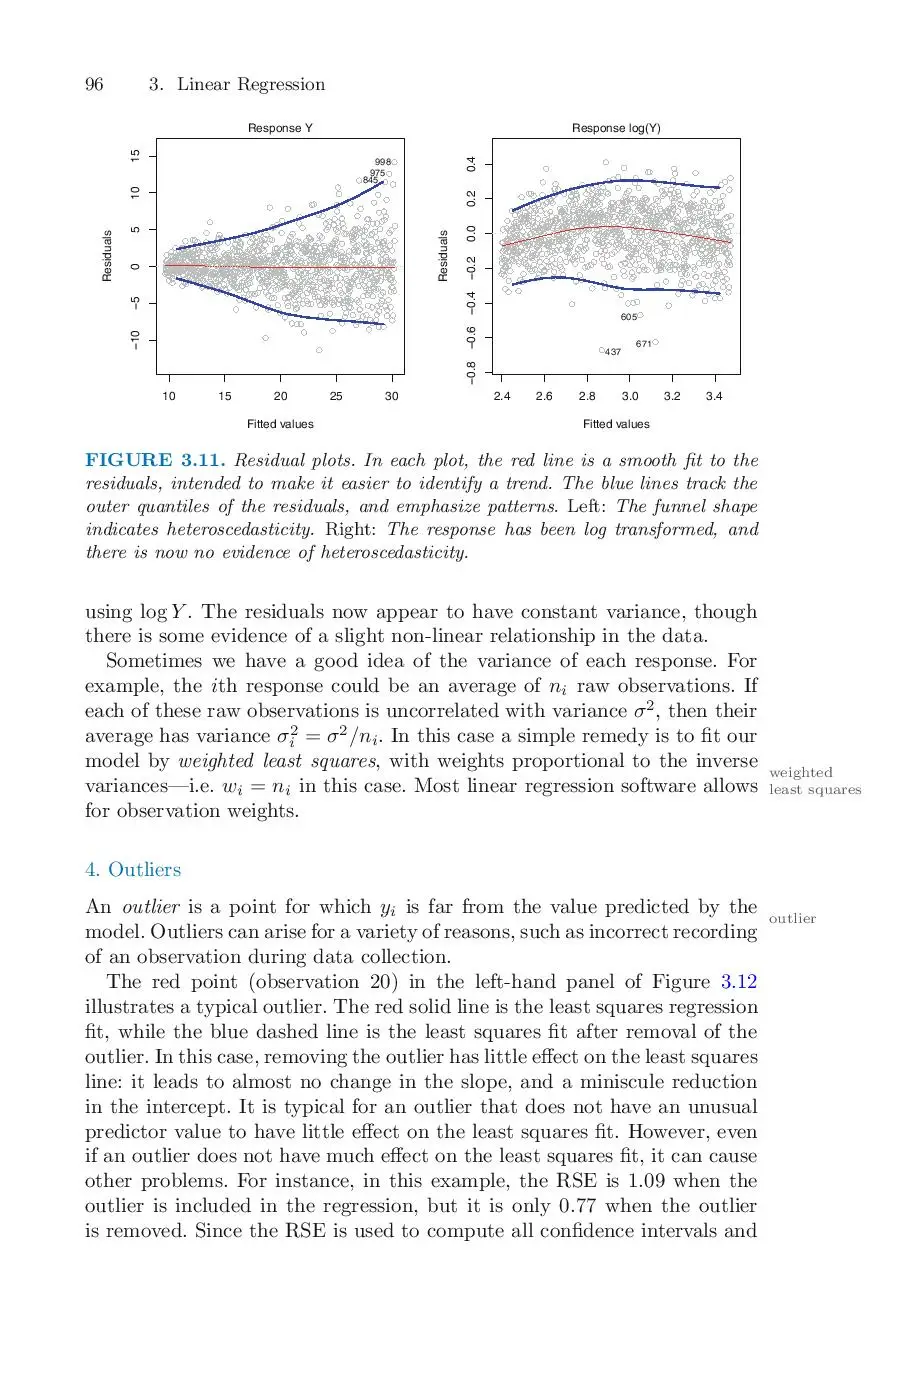 96 3. Linear Regression
Response Y
Residuals
15
10
5
0
−5
−10
998
975
845
10 15 20 25 30
Fitted values
Response log(Y)
Residuals
0.4
0.2
0.0
−0.2
−0.4
−0.6
−0.8
605
671
437
2.4 2.6 2.8 3.0 3.2 3.4
Fitted values
FIGURE 3.11. Residual plots. In each plot, the red line is a smooth fit to the
residuals, intended to make it easier to identify a trend. The blue lines track the
outer quantiles of the residuals, and emphasize patterns. Left: The funnel shape
indicates heteroscedasticity. Right: The response has been log transformed, and
there is now no evidence of heteroscedasticity.
using log Y. The residuals now appear to have constant variance, though
there is some evidence of a slight non-linear relationship in the data.
Sometimes we have a good idea of the variance of each response. For
example, the ith response could be an average of nᵢ raw observations. If
each of these raw observations is uncorrelated with variance σ², then their
average has variance σᵢ² = σ²/nᵢ. In this case a simple remedy is to fit our
model by weighted least squares, with weights proportional to the inverse
variances—i.e. wᵢ = nᵢ in this case. Most linear regression software allows
for observation weights.
weighted
least squares
4. Outliers
An outlier is a point for which yᵢ is far from the value predicted by the
model. Outliers can arise for a variety of reasons, such as incorrect recording
of an observation during data collection.
outlier
The red point (observation 20) in the left-hand panel of Figure 3.12
illustrates a typical outlier. The red solid line is the least squares regression
fit, while the blue dashed line is the least squares fit after removal of the
outlier. In this case, removing the outlier has little effect on the least squares
line: it leads to almost no change in the slope, and a miniscule reduction
in the intercept. It is typical for an outlier that does not have an unusual
predictor value to have little effect on the least squares fit. However, even
if an outlier does not have much effect on the least squares fit, it can cause
other problems. For instance, in this example, the RSE is 1.09 when the
outlier is included in the regression, but it is only 0.77 when the outlier
is removed. Since the RSE is used to compute all confidence intervals and